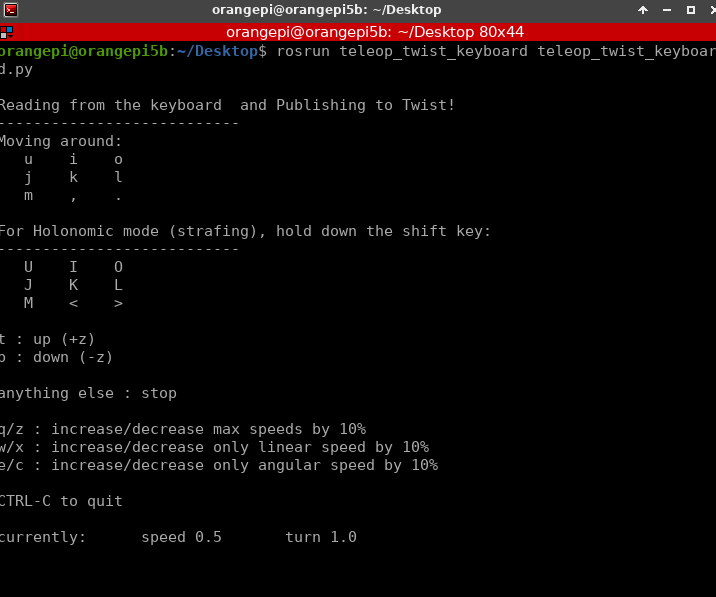 orangepi@orangepi5b: ~/Desktop
orangepi@orangepi5b: ~/Desktop 80x44
orangepi@orangepi5b:~/Desktop$ rosrun teleop_twist_keyboard teleop_twist_keyboar
d.py
Reading from the keyboard  and Publishing to Twist!
---------------------------
Moving around:
   u    i    o
   j    k    l
   m    ,    .
For Holonomic mode (strafing), hold down the shift key:
---------------------------
   U    I    O
   J    K    L
   M    <    >
t : up (+z)
b : down (-z)
anything else : stop
q/z : increase/decrease max speeds by 10%
w/x : increase/decrease only linear speed by 10%
e/c : increase/decrease only angular speed by 10%
CTRL-C to quit
currently:      speed 0.5       turn 1.0